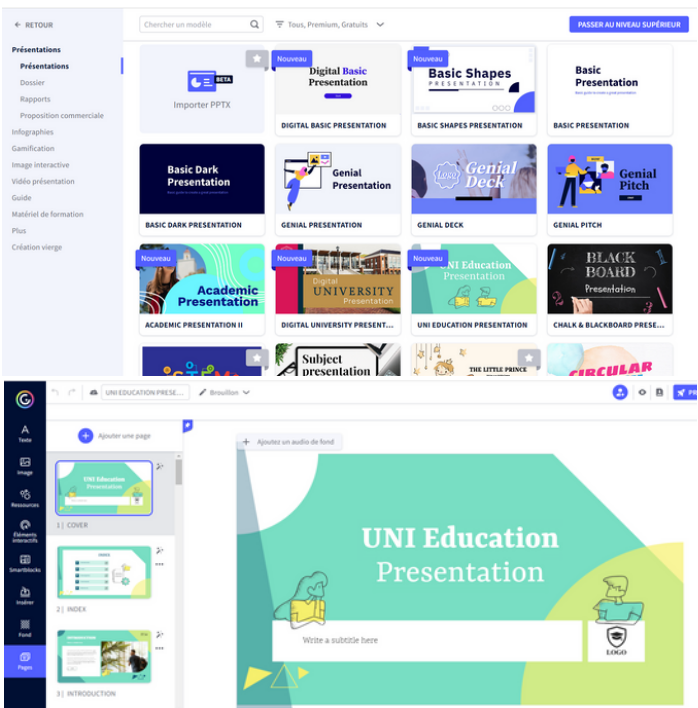 ← RETOUR
Chercher un modèle
Tous, Premium, Gratuits
PASSER AU NIVEAU SUPÉRIEUR
Présentations
Présentations
Dossier
Rapports
Proposition commerciale
Infographies
Gamification
Image interactive
Vidéo présentation
Guide
Matériel de formation
Plus
Création vierge
BETA
Importer PPTX
Nouveau
Digital Basic
Presentation
DIGITAL BASIC PRESENTATION
Nouveau
Basic Shapes
PRESENTATION
BASIC SHAPES PRESENTATION
Basic
Presentation
BASIC PRESENTATION
Basic Dark
Presentation
BASIC DARK PRESENTATION
Genial
Presentation
GENIAL PRESENTATION
Logo
Genial
Deck
GENIAL DECK
Genial
Pitch
GENIAL PITCH
Nouveau
Academic
Presentation
ACADEMIC PRESENTATION II
Nouveau
Digital
UNIVERSITY
Presentation
DIGITAL UNIVERSITY PRESENT...
Nouveau
UNI Education
Presentation
UNI EDUCATION PRESENTATION
BLACK
BOARD
Presentation
CHALK & BLACKBOARD PRESE...
STEM
Subject
presentation
THE LITTLE PRINCE
CIRCULAR
UNI EDUCATION PRESE...
Brouillon
Texte
Image
Ressources
Éléments
interactifs
Smartblocks
Insérer
Fond
Pages
+ Ajouter une page
UNI Education
Presentation
1 | COVER
INDEX
2 | INDEX
INTRODUCTION
3 | INTRODUCTION
+ Ajoutez un audio de fond
UNI Education
Presentation
Write a subtitle here
LOGO